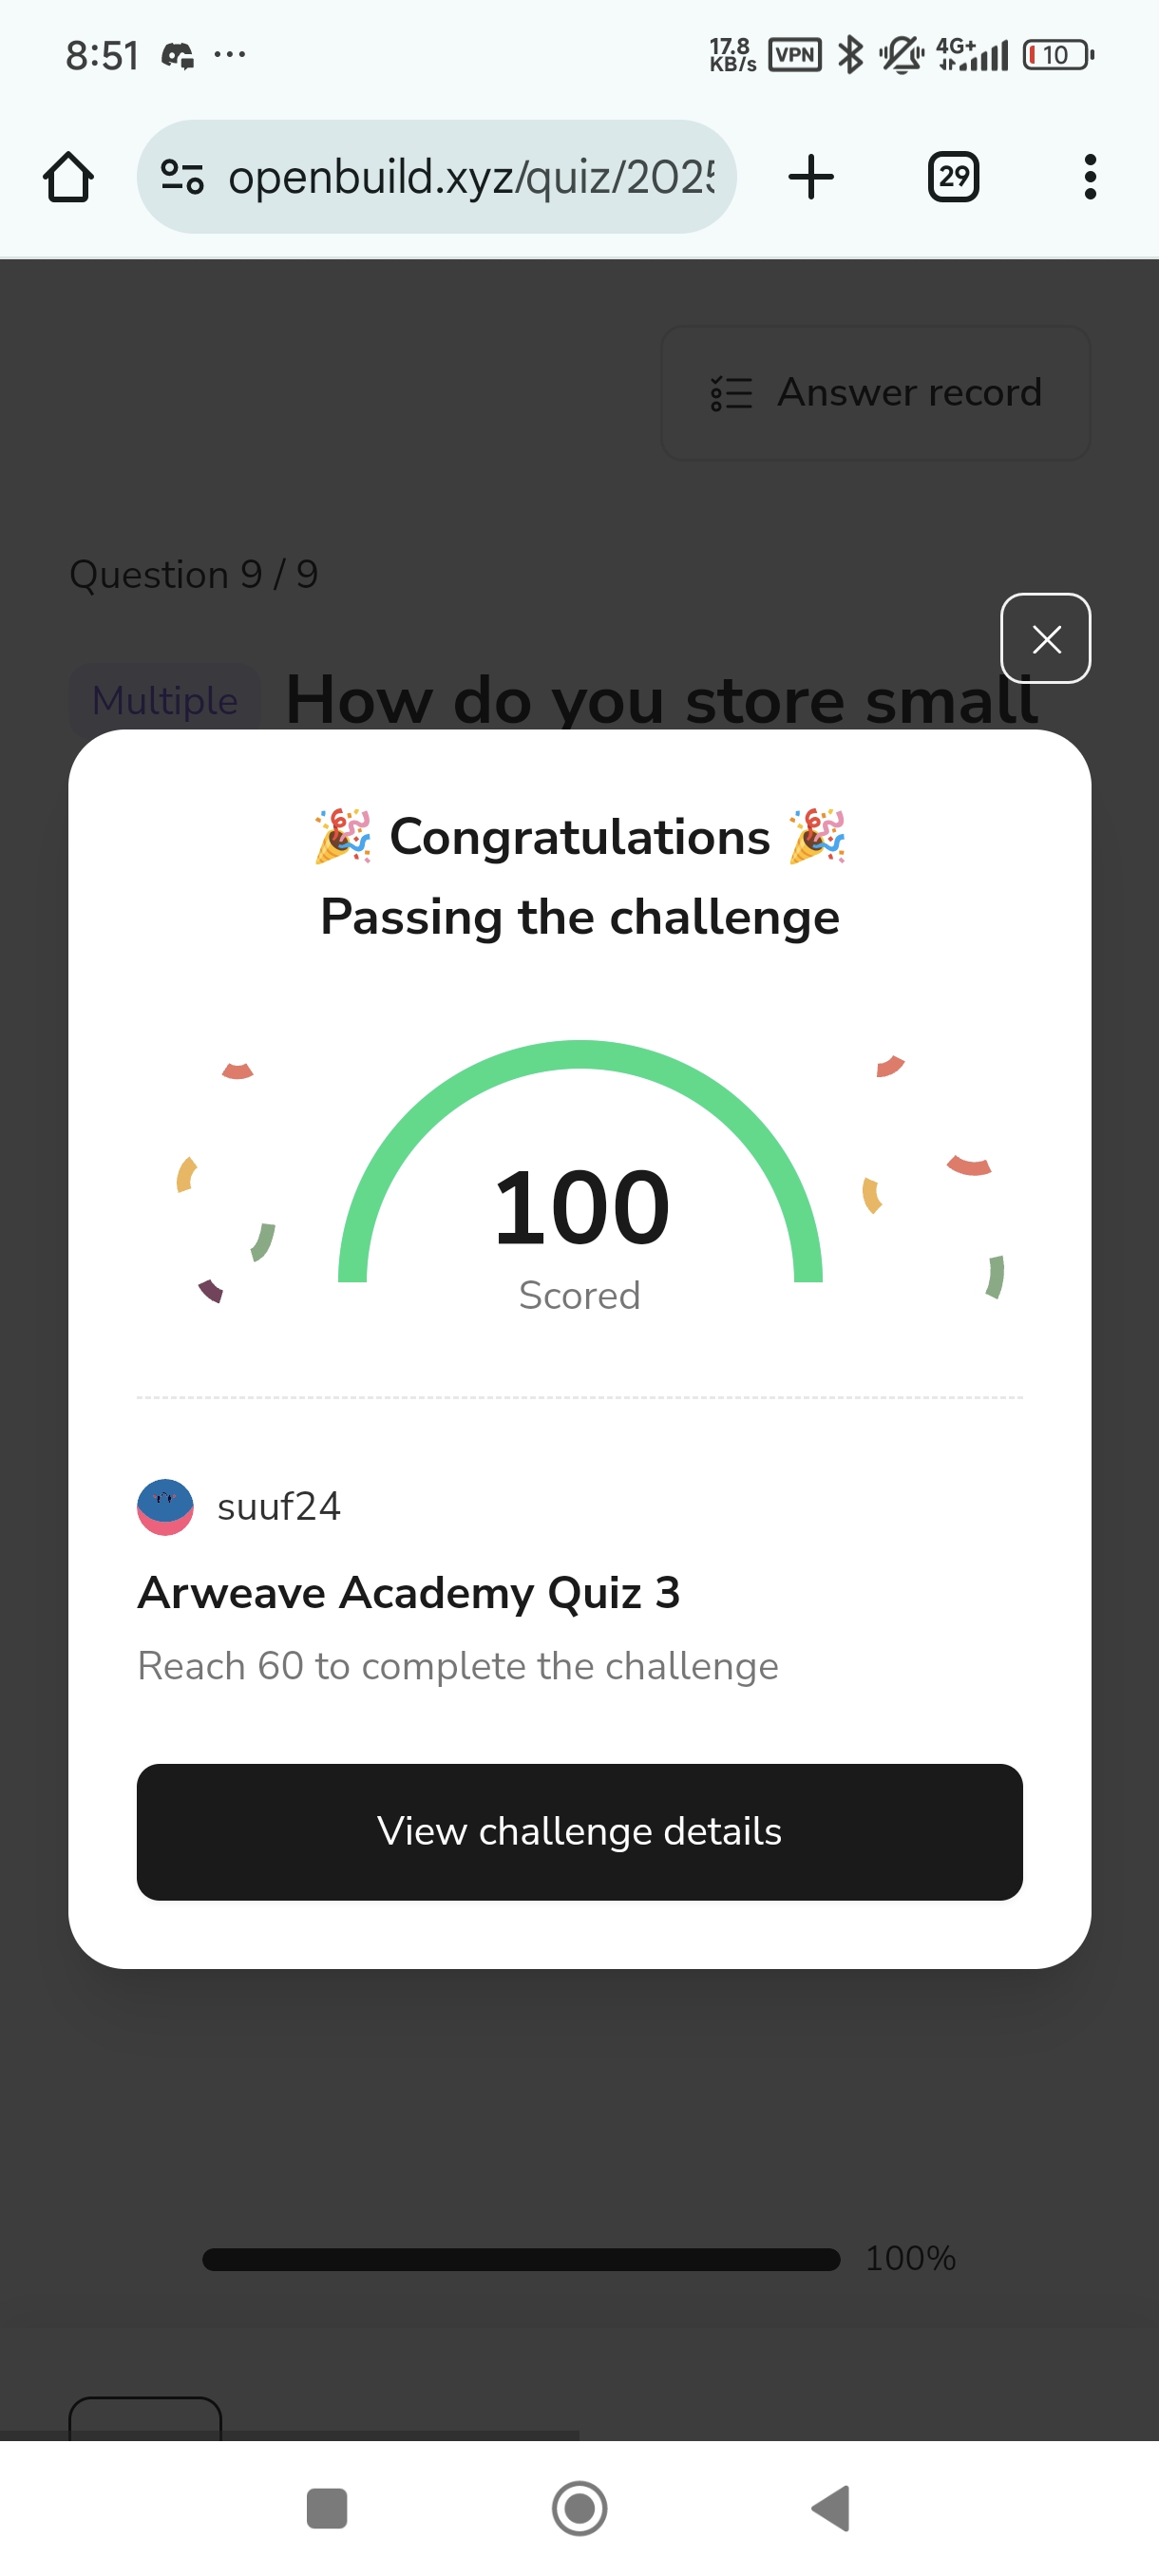 8:51 ...
17.8 KB/s VPN 4G+ 10
openbuild.xyz/quiz/2025
29
Answer record
Question 9 / 9
Multiple How do you store small
🎉 Congratulations 🎉
Passing the challenge
100
Scored
suuf24
Arweave Academy Quiz 3
Reach 60 to complete the challenge
View challenge details
100%